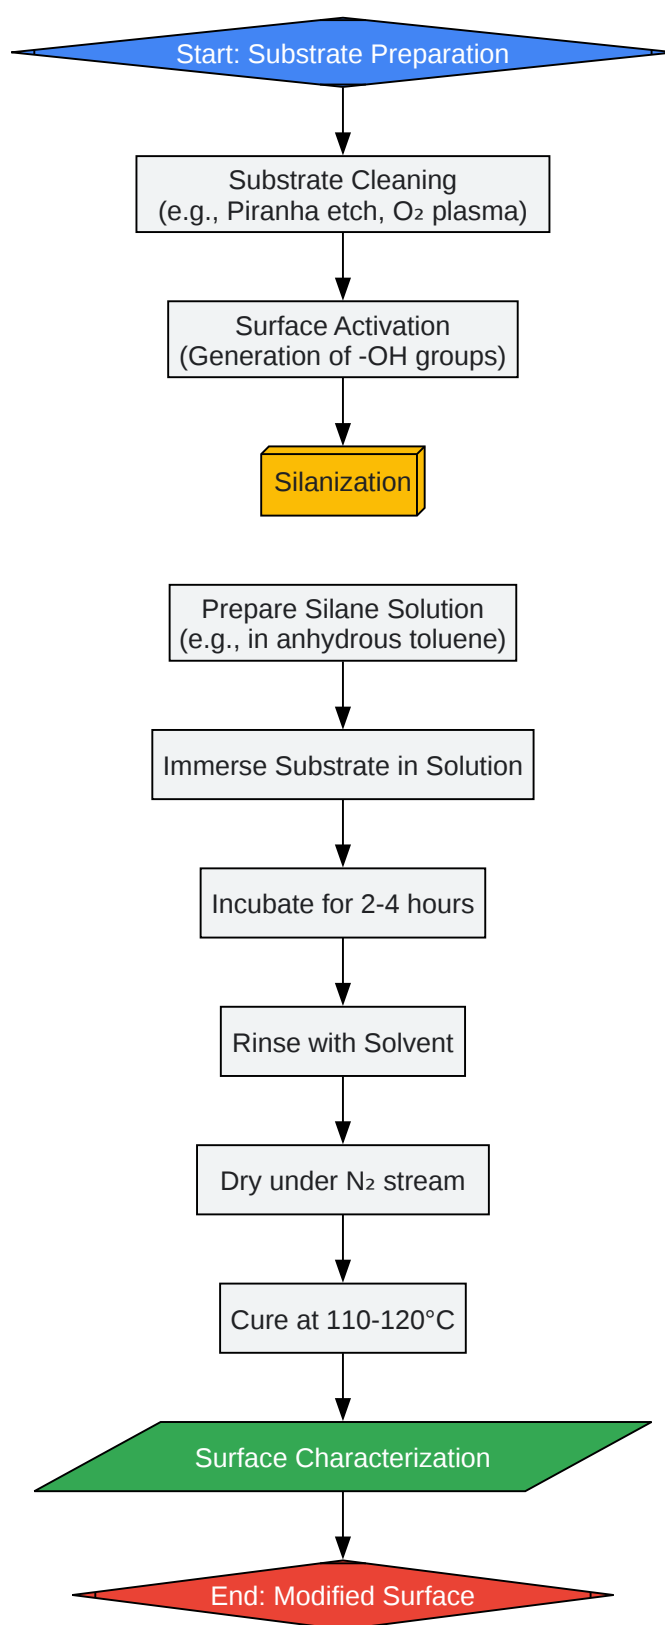 Start: Substrate Preparation
Substrate Cleaning
(e.g., Piranha etch, O₂ plasma)
Surface Activation
(Generation of -OH groups)
Silanization
Prepare Silane Solution
(e.g., in anhydrous toluene)
Immerse Substrate in Solution
Incubate for 2-4 hours
Rinse with Solvent
Dry under N₂ stream
Cure at 110-120°C
Surface Characterization
End: Modified Surface